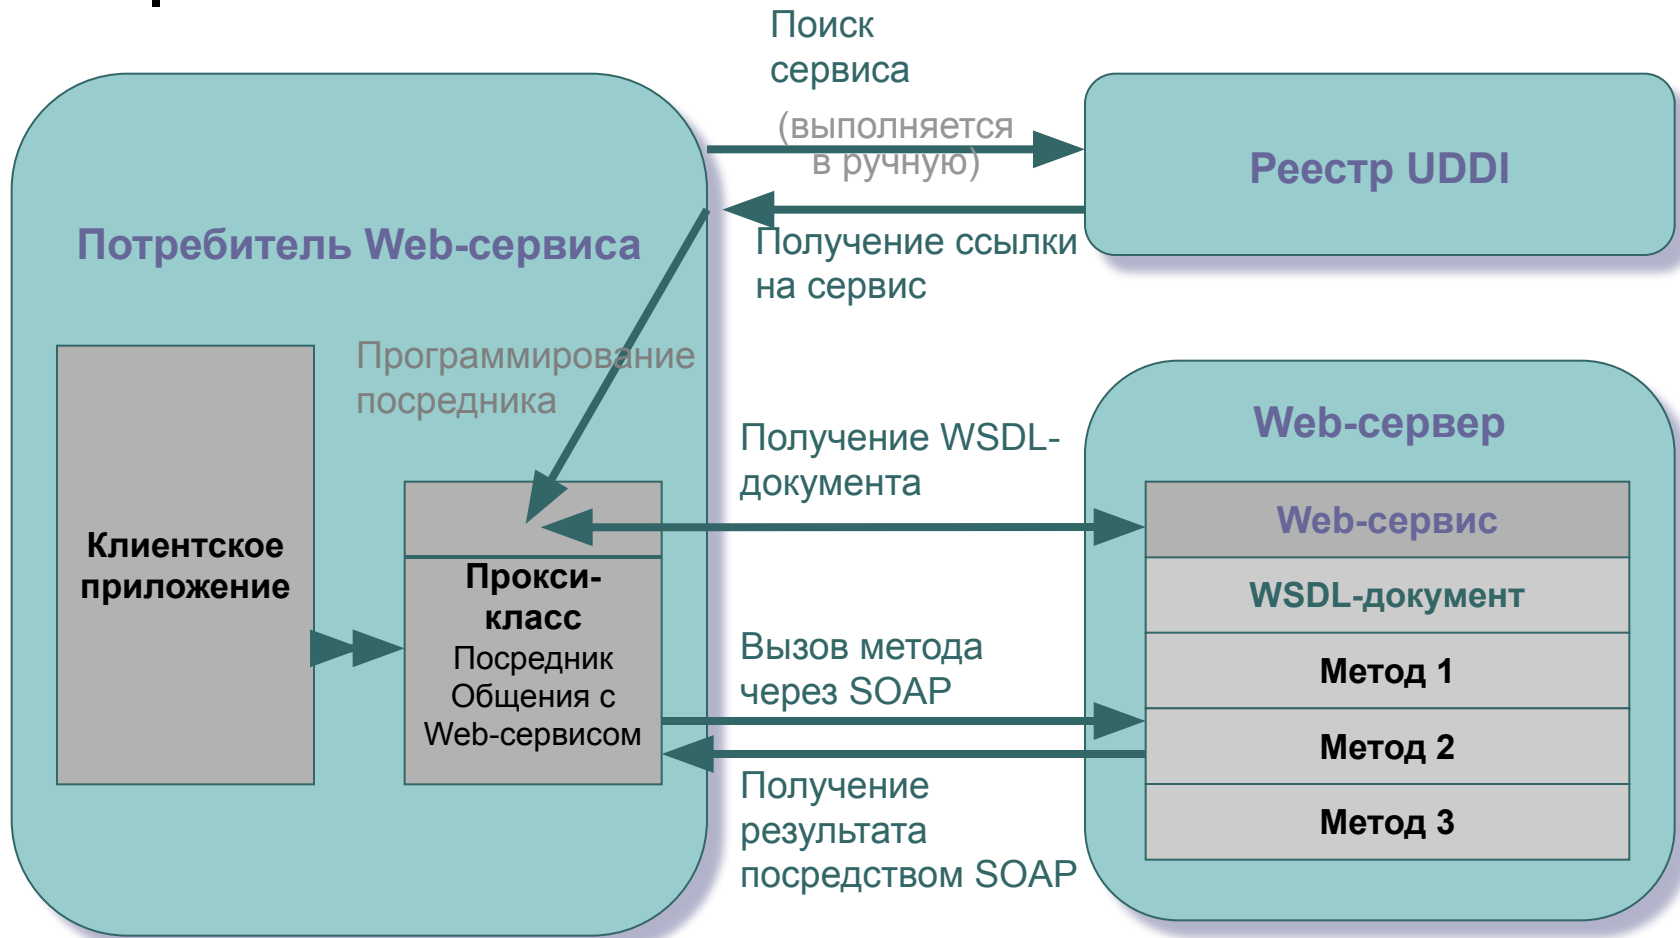 Поиск
сервиса
(выполняется
в ручную)
Реестр UDDI
Потребитель Web-сервиса
Получение ссылки
на сервис
Программирование
посредника
Web-сервер
Получение WSDL-
документа
Web-сервис
Клиентское
приложение
Прокси-
класс
Посредник
Общения с
Web-сервисом
WSDL-документ
Вызов метода
через SOAP
Метод 1
Метод 2
Получение
результата
посредством SOAP
Метод 3